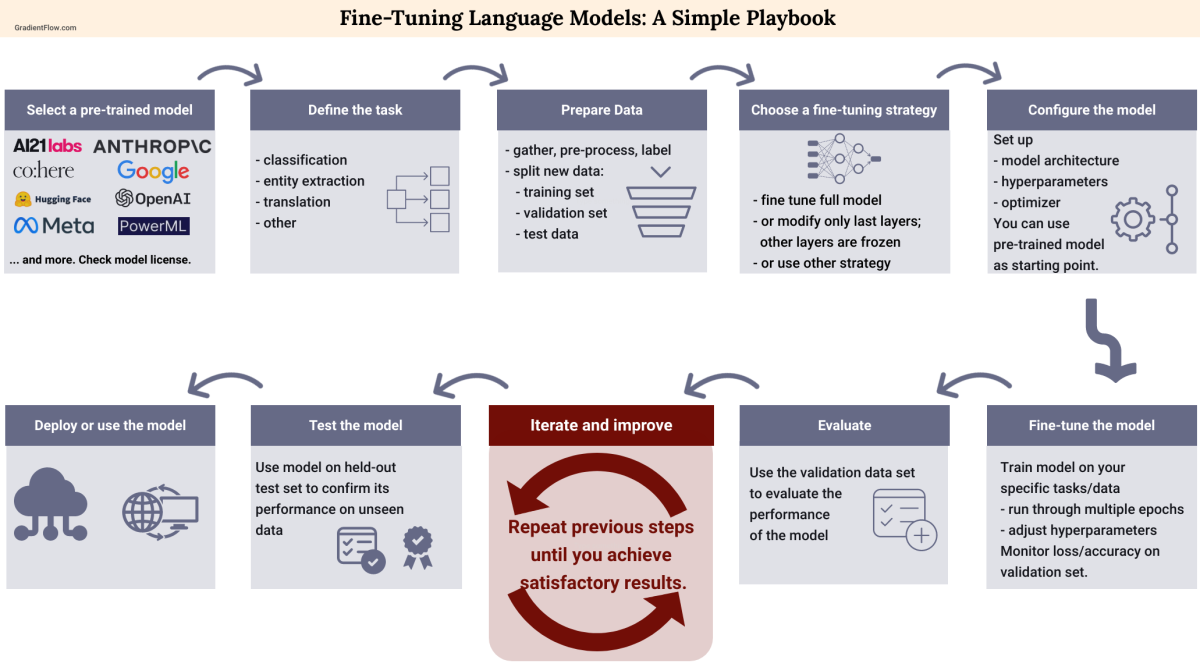 Fine-Tuning Language Models: A Simple Playbook
GradientFlow.com
Select a pre-trained model
AI21labs ANTHROP\C
co:here Google
Hugging Face OpenAI
Meta PowerML
... and more. Check model license.
Define the task
- classification
- entity extraction
- translation
- other
Prepare Data
- gather, pre-process, label
- split new data:
- training set
- validation set
- test data
Choose a fine-tuning strategy
- fine tune full model
- or modify only last layers;
other layers are frozen
- or use other strategy
Configure the model
Set up
- model architecture
- hyperparameters
- optimizer
You can use
pre-trained model
as starting point.
Fine-tune the model
Train model on your
specific tasks/data
- run through multiple epochs
- adjust hyperparameters
Monitor loss/accuracy on
validation set.
Evaluate
Use the validation data set
to evaluate the
performance
of the model
Iterate and improve
Repeat previous steps
until you achieve
satisfactory results.
Test the model
Use model on held-out
test set to confirm its
performance on unseen
data
Deploy or use the model